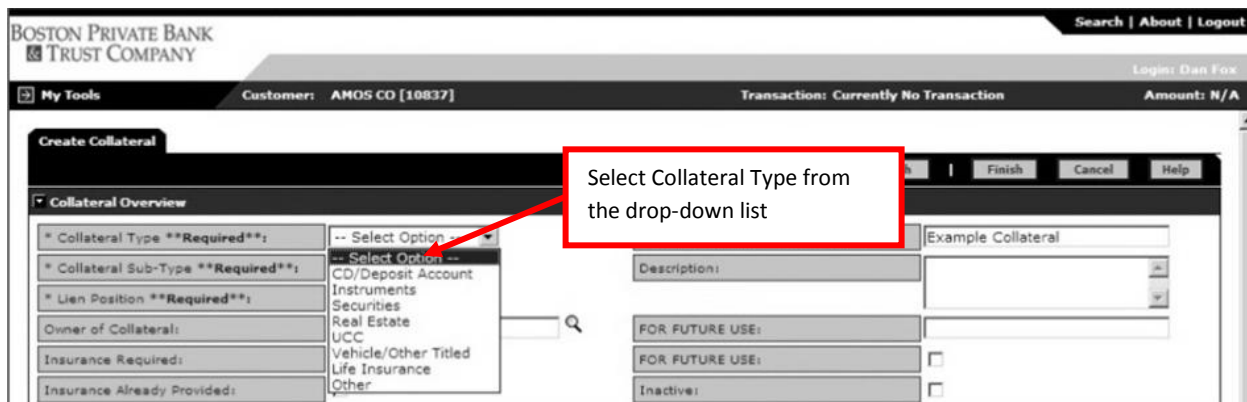 Search | About | Logout
BOSTON PRIVATE BANK
& TRUST COMPANY
Login: Dan Fox
My Tools Customer: AMOS CO [10837] Transaction: Currently No Transaction Amount: N/A
Create Collateral
| Finish Cancel Help
Select Collateral Type from
the drop-down list
Collateral Overview
* Collateral Type **Required**: -- Select Option -- Example Collateral
* Collateral Sub-Type **Required**: -- Select Option -- Description:
CD/Deposit Account
Instruments
* Lien Position **Required**: Securities
Owner of Collateral: Real Estate FOR FUTURE USE:
UCC
Insurance Required: Vehicle/Other Titled FOR FUTURE USE:
Life Insurance
Insurance Already Provided: Other Inactive: